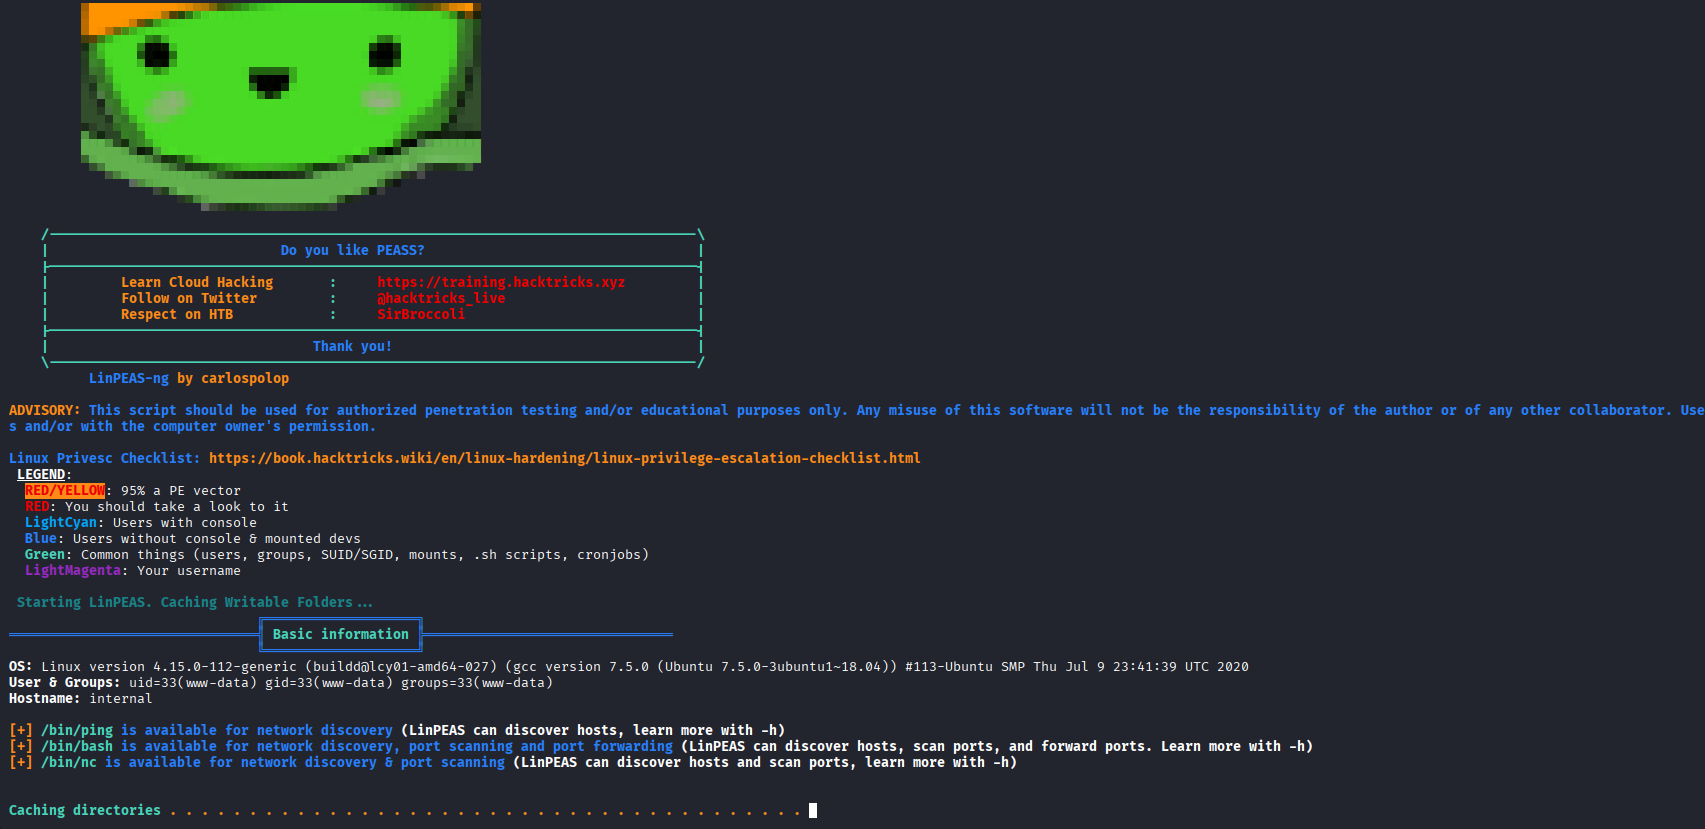 Do you like PEASS?
Learn Cloud Hacking : https://training.hacktricks.xyz
Follow on Twitter : @hacktricks_live
Respect on HTB : SirBroccoli
Thank you!
LinPEAS-ng by carlospolop
ADVISORY: This script should be used for authorized penetration testing and/or educational purposes only. Any misuse of this software will not be the responsibility of the author or of any other collaborator. Use
s and/or with the computer owner's permission.
Linux Privesc Checklist: https://book.hacktricks.wiki/en/linux-hardening/linux-privilege-escalation-checklist.html
LEGEND:
RED/YELLOW: 95% a PE vector
RED: You should take a look to it
LightCyan: Users with console
Blue: Users without console & mounted devs
Green: Common things (users, groups, SUID/SGID, mounts, .sh scripts, cronjobs)
LightMagenta: Your username
Starting LinPEAS. Caching Writable Folders...
Basic information
OS: Linux version 4.15.0-112-generic (buildd@lcy01-amd64-027) (gcc version 7.5.0 (Ubuntu 7.5.0-3ubuntu1~18.04)) #113-Ubuntu SMP Thu Jul 9 23:41:39 UTC 2020
User & Groups: uid=33(www-data) gid=33(www-data) groups=33(www-data)
Hostname: internal
[+] /bin/ping is available for network discovery (LinPEAS can discover hosts, learn more with -h)
[+] /bin/bash is available for network discovery, port scanning and port forwarding (LinPEAS can discover hosts, scan ports, and forward ports. Learn more with -h)
[+] /bin/nc is available for network discovery & port scanning (LinPEAS can discover hosts and scan ports, learn more with -h)
Caching directories . . . . . . . . . . . . . . . . . . . . . . . . . . . . . . . . . . . . . . . .